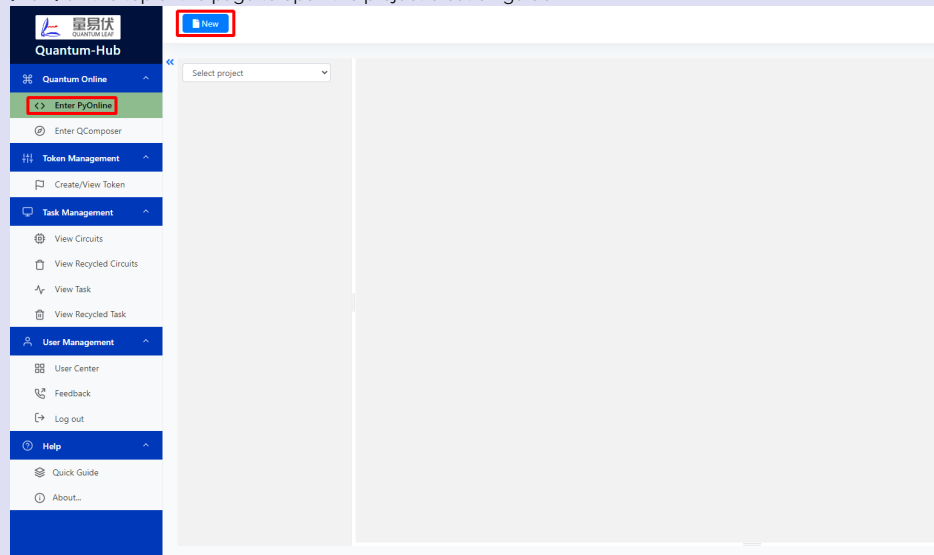 量易伏
QUANTUM LEAF
Quantum-Hub
New
Select project
Quantum Online
Enter PyOnline
Enter QComposer
Token Management
Create/View Token
Task Management
View Circuits
View Recycled Circuits
View Task
View Recycled Task
User Management
User Center
Feedback
Log out
Help
Quick Guide
About...